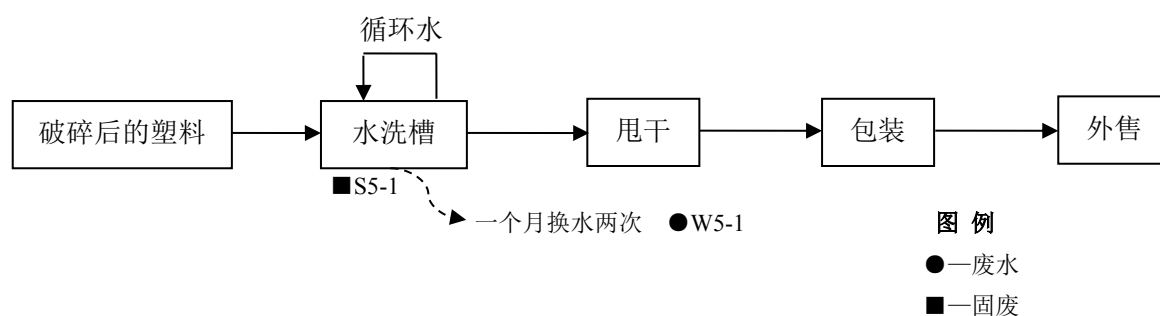 循环水
破碎后的塑料
水洗槽
甩干
包装
外售
■S5-1
一个月换水两次 ●W5-1
图 例
●—废水
■—固废